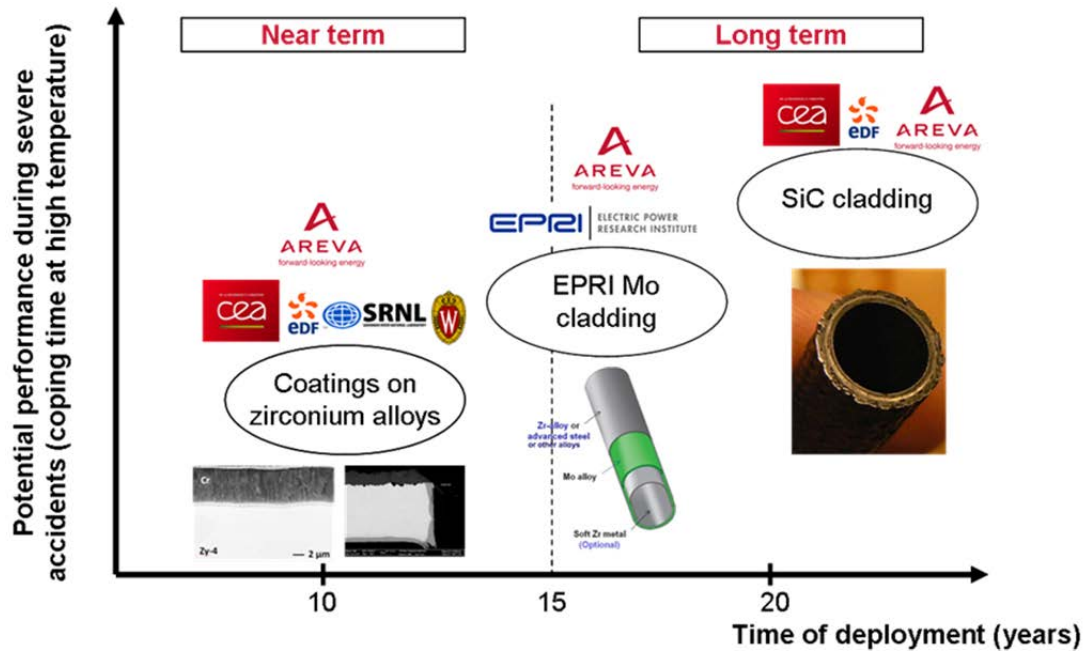 Near term
Long term
Potential performance during severe
accidents (coping time at high temperature)
AREVA
forward-looking energy
cea
eDF
SRNL
W
Coatings on
zirconium alloys
Cr
Zy-4
2 µm
AREVA
forward-looking energy
EPRI
ELECTRIC POWER
RESEARCH INSTITUTE
EPRI Mo
cladding
Zr-alloy or
advanced steel
or other alloys
Mo alloy
Soft Zr metal
(Optional)
cea
eDF
AREVA
forward-looking energy
SiC cladding
10
15
20
Time of deployment (years)